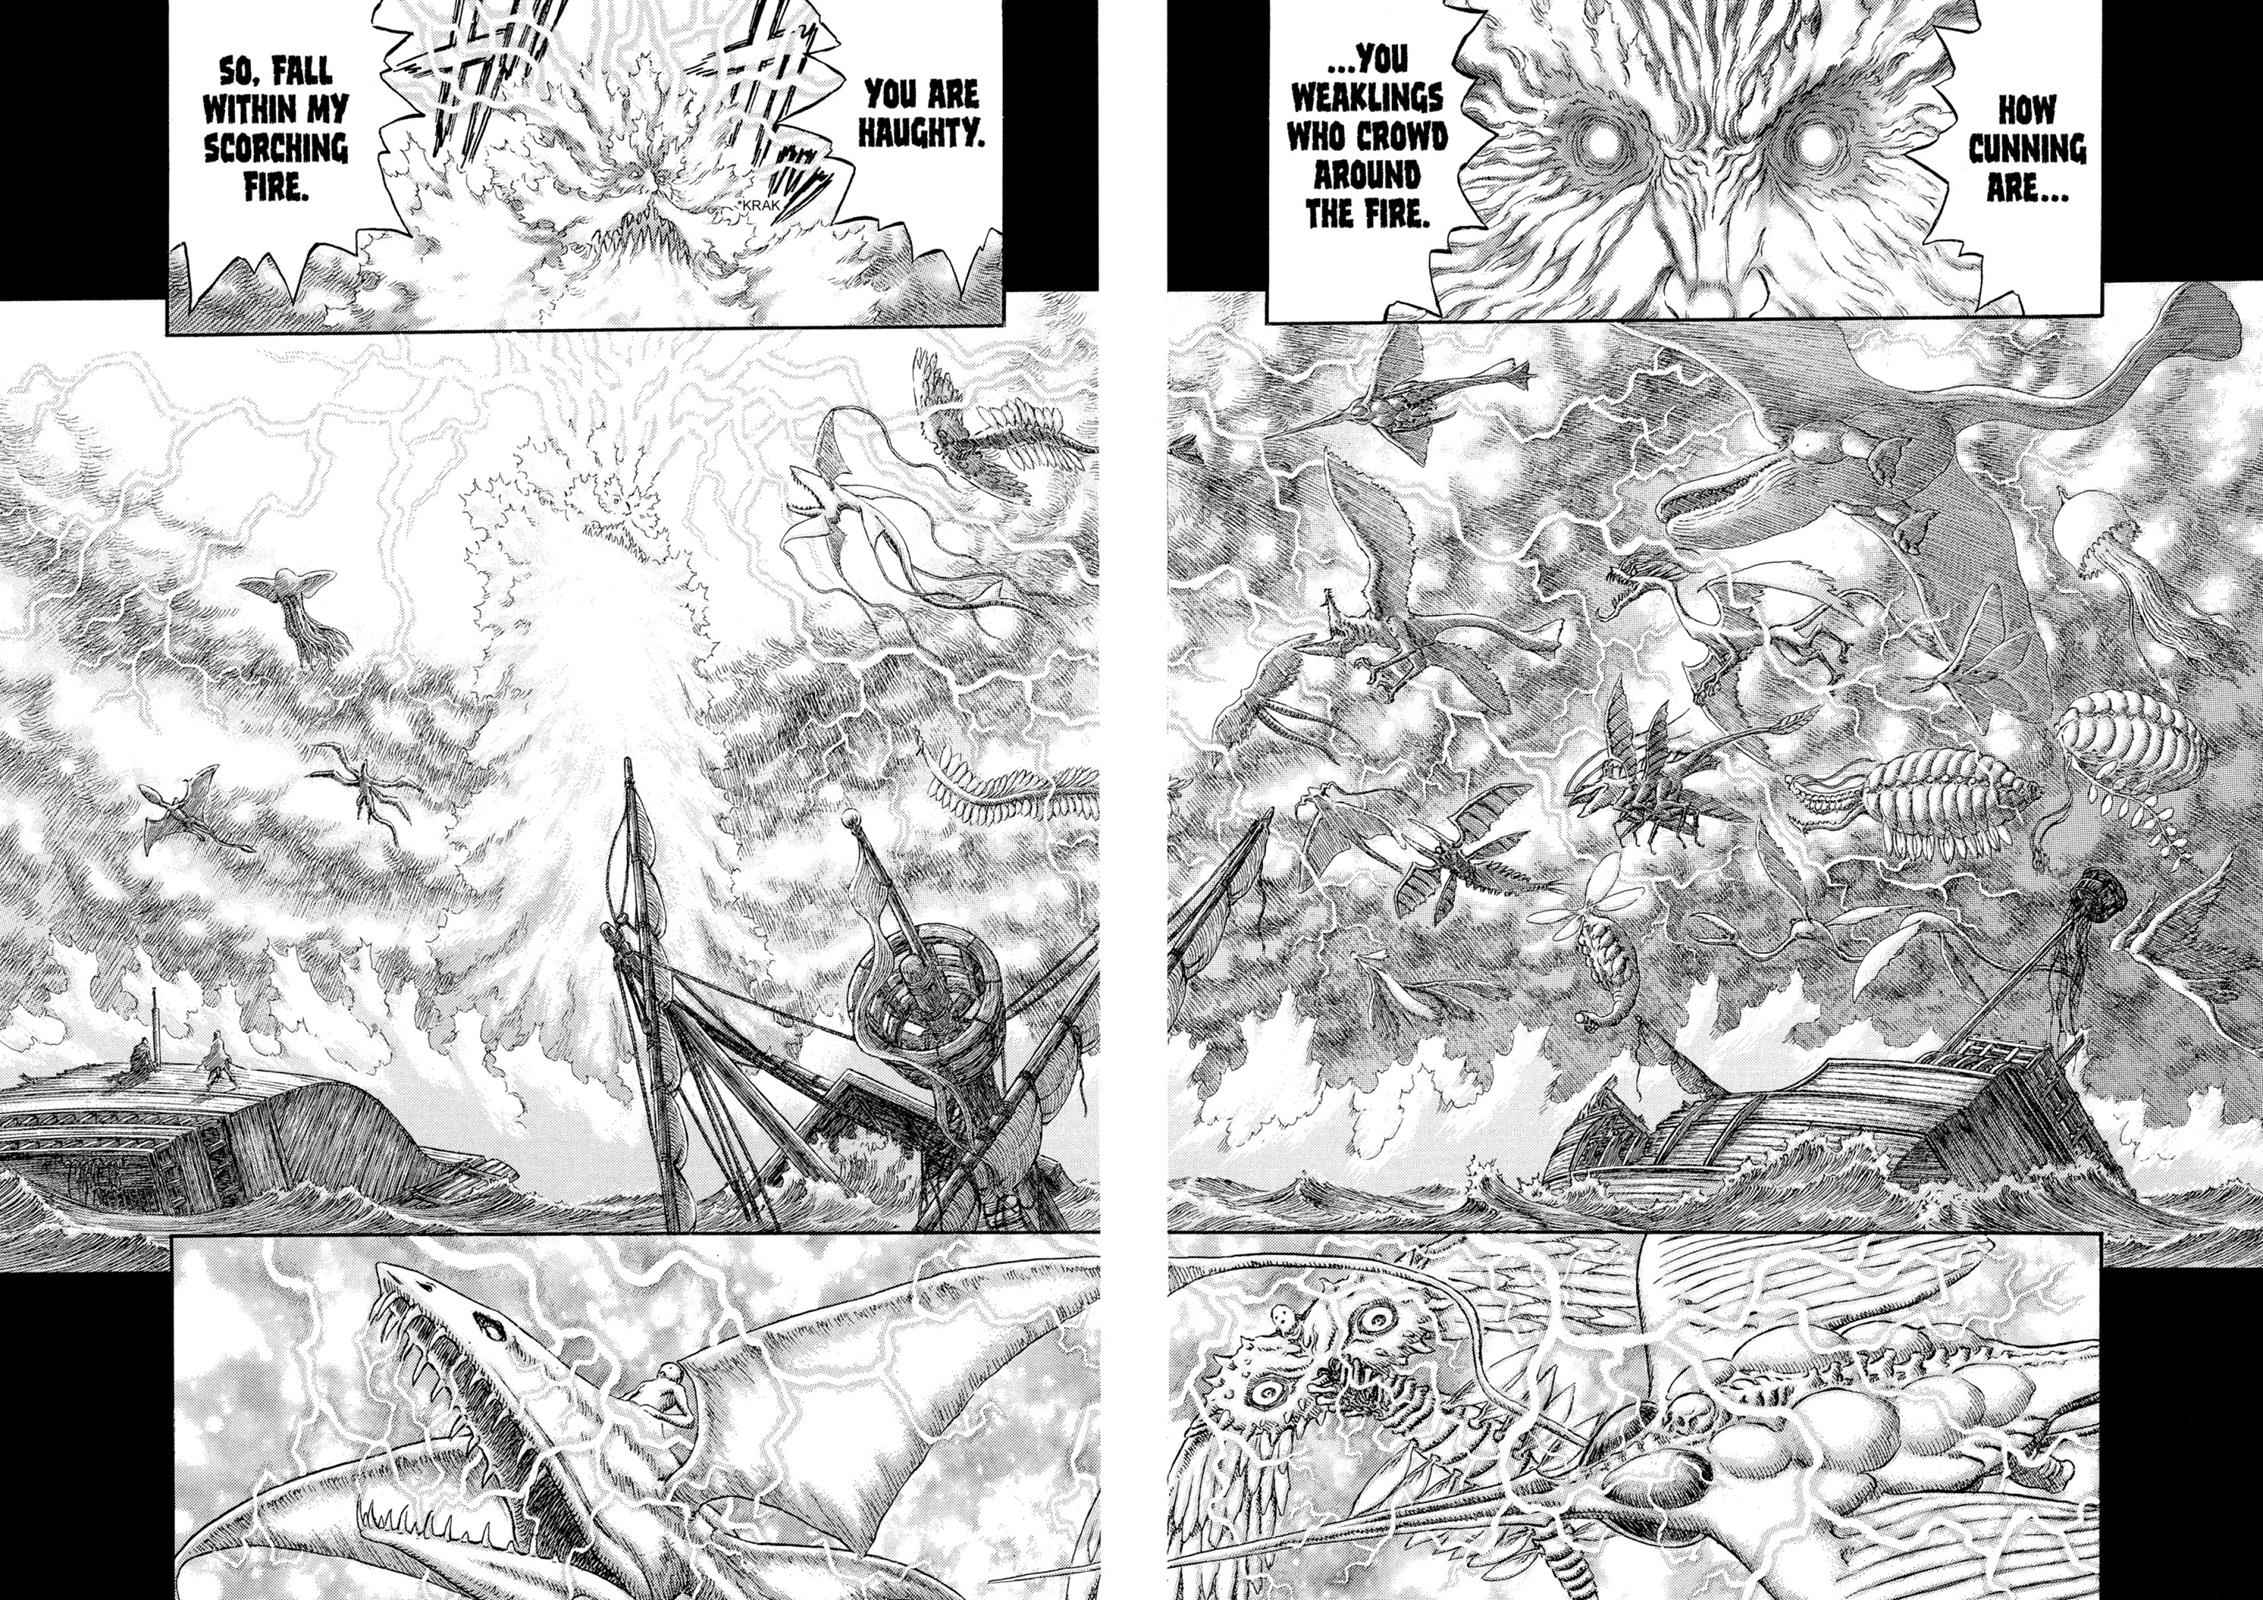 HOW
CUNNING
ARE...
...YOU
WEAKLINGS
WHO CROWD
AROUND
THE FIRE.
YOU ARE
HAUGHTY.
*KRAK
SO, FALL
WITHIN MY
SCORCHING
FIRE.